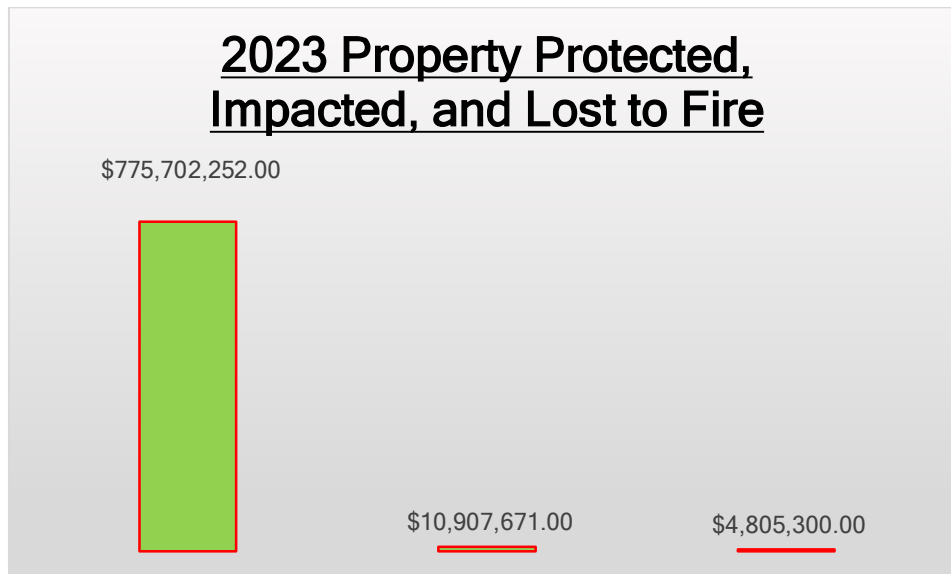 2023 Property Protected,
Impacted, and Lost to Fire
$775,702,252.00
$10,907,671.00
$4,805,300.00